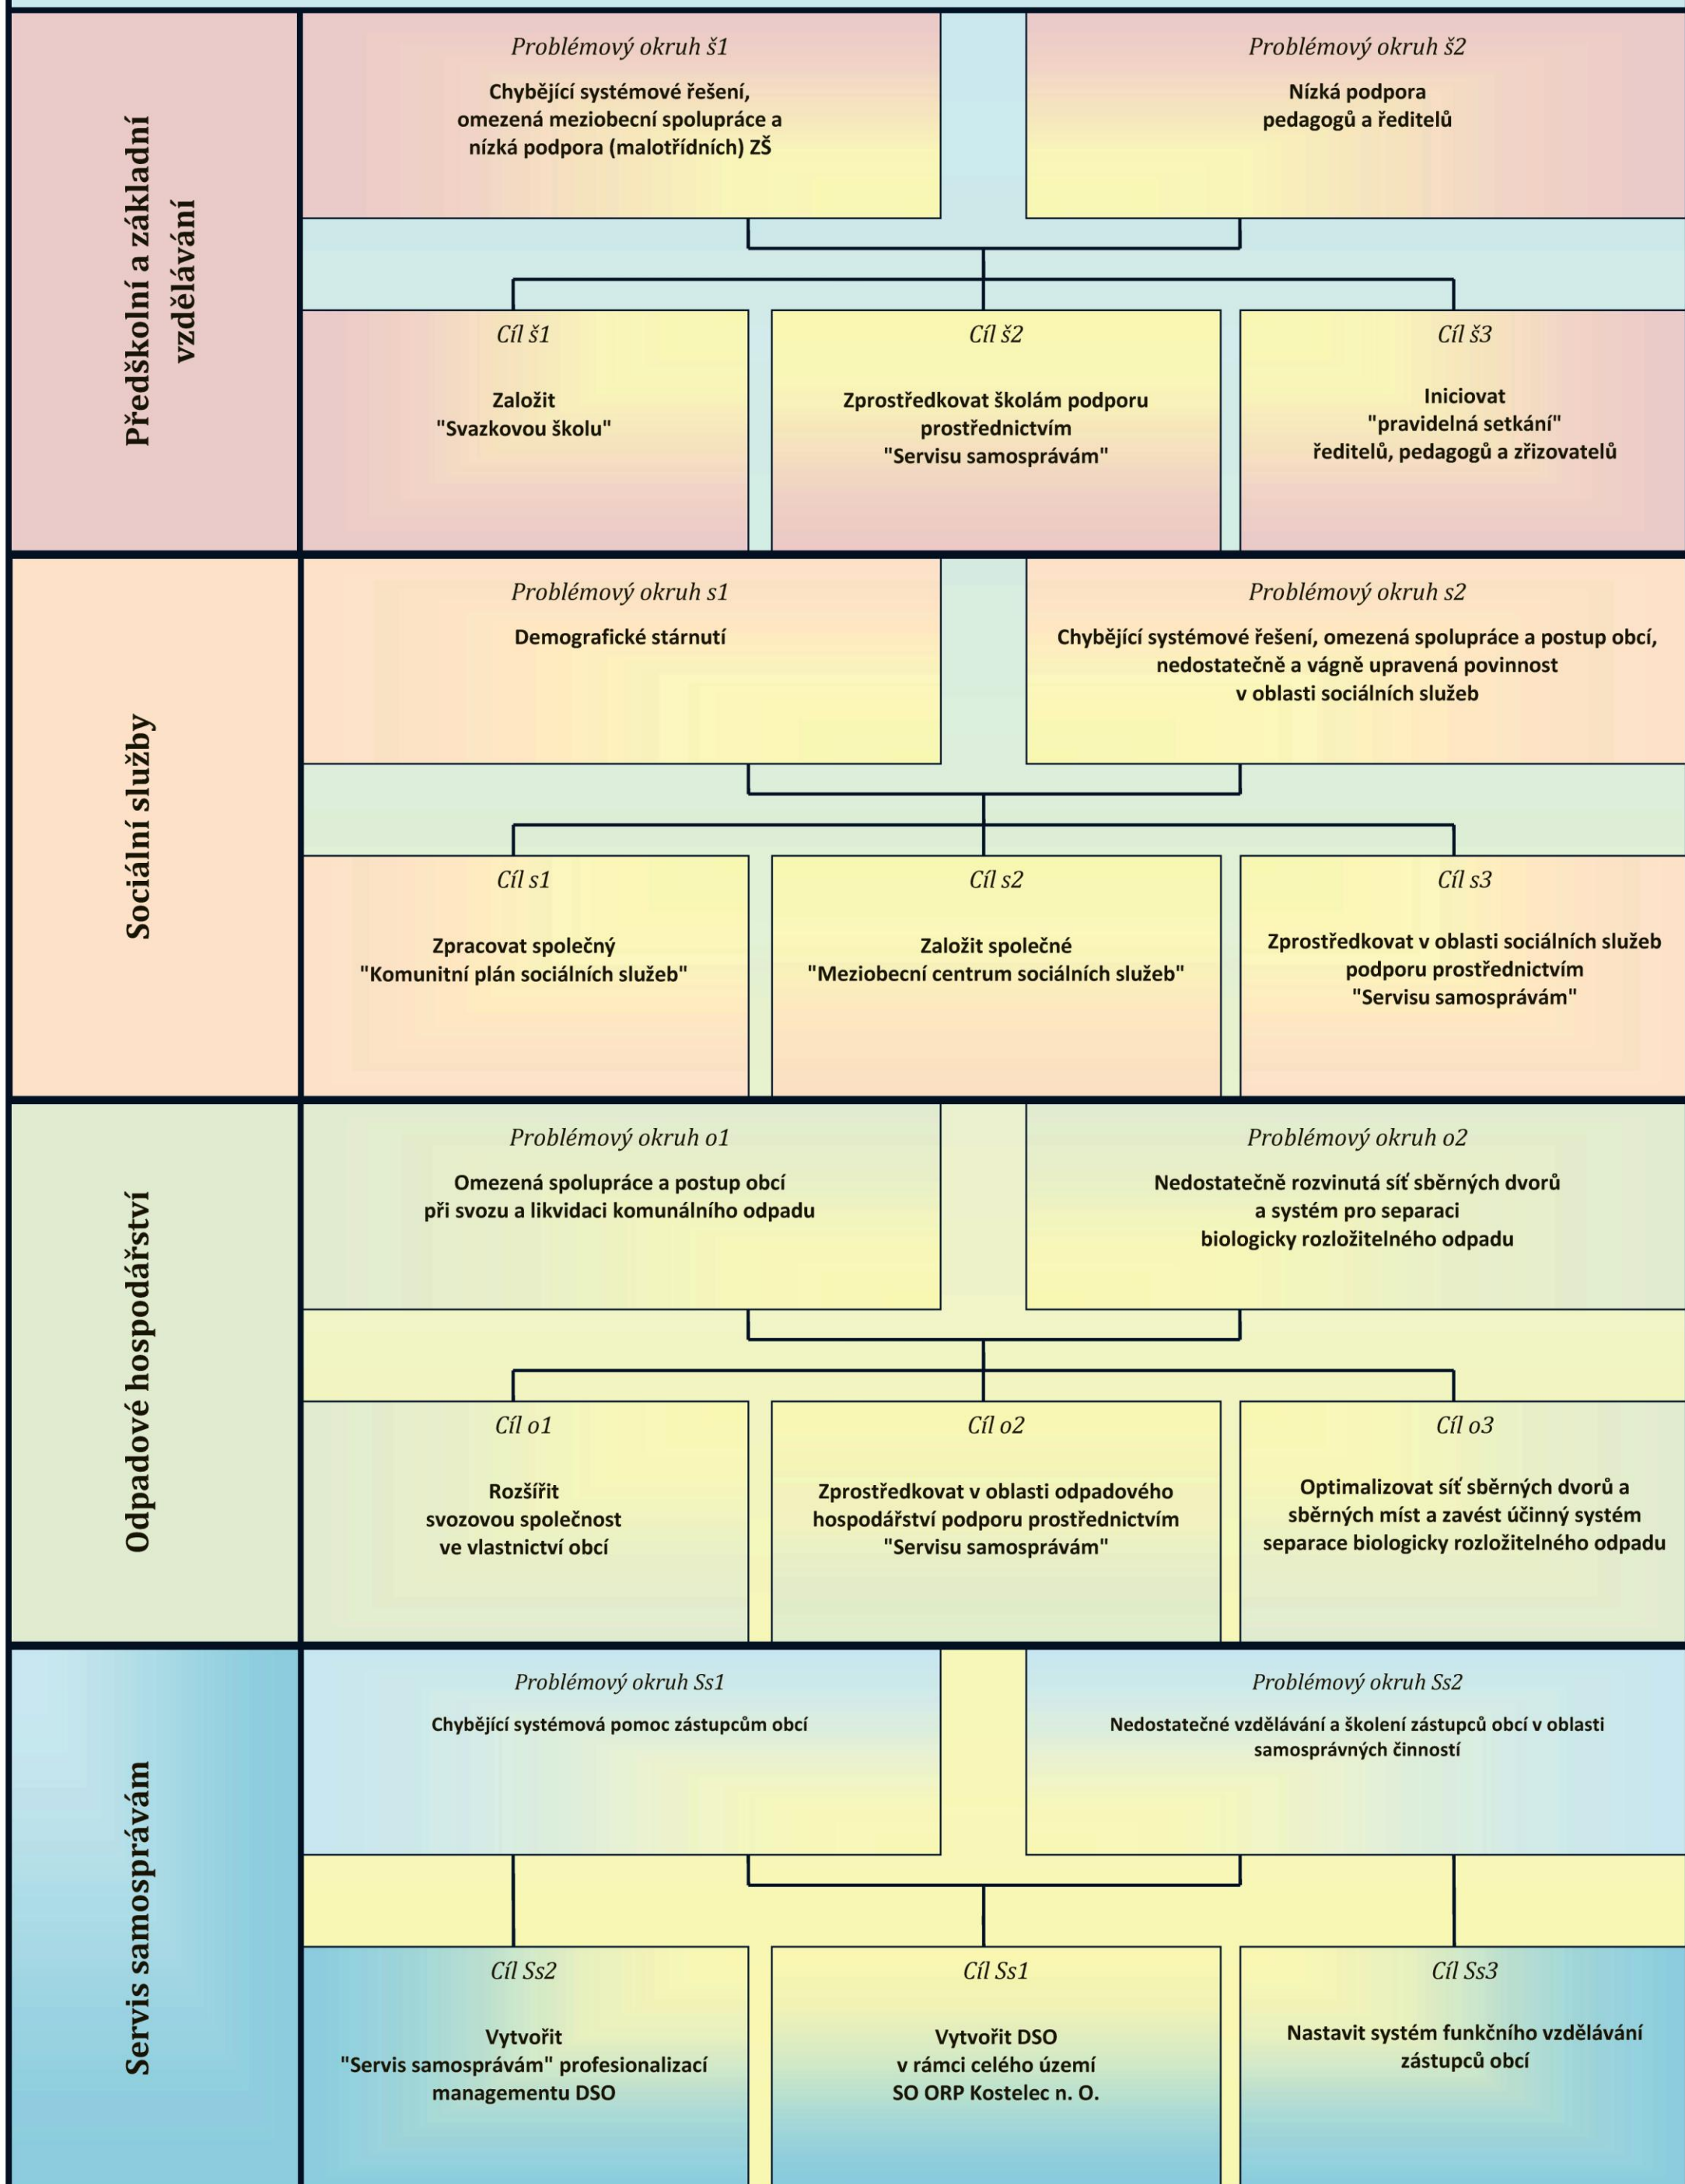 Předškolní a základní
vzdělávání
Problémový okruh š1
Chybějící systémové řešení,
omezená meziobecní spolupráce a
nízká podpora (malotřídních) ZŠ
Problémový okruh š2
Nízká podpora
pedagogů a ředitelů
Cíl š1
Založit
"Svazkovou školu"
Cíl š2
Zprostředkovat školám podporu
prostřednictvím
"Servisu samosprávám"
Cíl š3
Iniciovat
"pravidelná setkání"
ředitelů, pedagogů a zřizovatelů
Sociální služby
Problémový okruh s1
Demografické stárnutí
Problémový okruh s2
Chybějící systémové řešení, omezená spolupráce a postup obcí,
nedostatečně a vágně upravená povinnost
v oblasti sociálních služeb
Cíl s1
Zpracovat společný
"Komunitní plán sociálních služeb"
Cíl s2
Založit společné
"Meziobecní centrum sociálních služeb"
Cíl s3
Zprostředkovat v oblasti sociálních služeb
podporu prostřednictvím
"Servisu samosprávám"
Odpadové hospodářství
Problémový okruh o1
Omezená spolupráce a postup obcí
při svozu a likvidaci komunálního odpadu
Problémový okruh o2
Nedostatečně rozvinutá síť sběrných dvorů
a systém pro separaci
biologicky rozložitelného odpadu
Cíl o1
Rozšířit
svozovou společnost
ve vlastnictví obcí
Cíl o2
Zprostředkovat v oblasti odpadového
hospodářství podporu prostřednictvím
"Servisu samosprávám"
Cíl o3
Optimalizovat síť sběrných dvorů a
sběrných míst a zavést účinný systém
separace biologicky rozložitelného odpadu
Servis samosprávám
Problémový okruh Ss1
Chybějící systémová pomoc zástupcům obcí
Problémový okruh Ss2
Nedostatečné vzdělávání a školení zástupců obcí v oblasti
samosprávných činností
Cíl Ss2
Vytvořit
"Servis samosprávám" profesionalizací
managementu DSO
Cíl Ss1
Vytvořit DSO
v rámci celého území
SO ORP Kostelec n. O.
Cíl Ss3
Nastavit systém funkčního vzdělávání
zástupců obcí